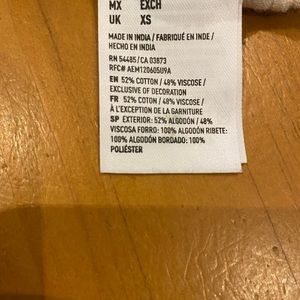 MX EXCH
UK XS
MADE IN INDIA / FABRIQUÉ EN INDE /
HECHO EN INDIA
RN 54485 / CA 03873
RFC# AEM120605U9A
EN 52% COTTON / 48% VISCOSE /
EXCLUSIVE OF DECORATION
FR 52% COTON / 48% VISCOSE /
À L'EXCEPTION DE LA GARNITURE
SP EXTERIOR: 52% ALGODÓN / 48%
VISCOSA FORRO: 100% ALGODÓN RIBETE:
100% ALGODÓN BORDADO: 100%
POLIÉSTER